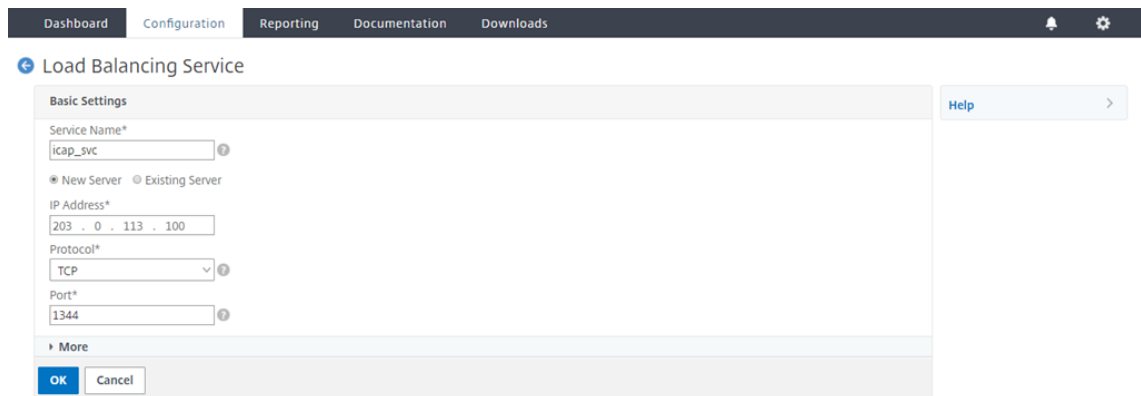 Dashboard Configuration Reporting Documentation Downloads
Load Balancing Service
Basic Settings
Help
Service Name*
icap_svc
New Server Existing Server
IP Address*
203 . 0 . 113 . 100
Protocol*
TCP
Port*
1344
More
OK Cancel